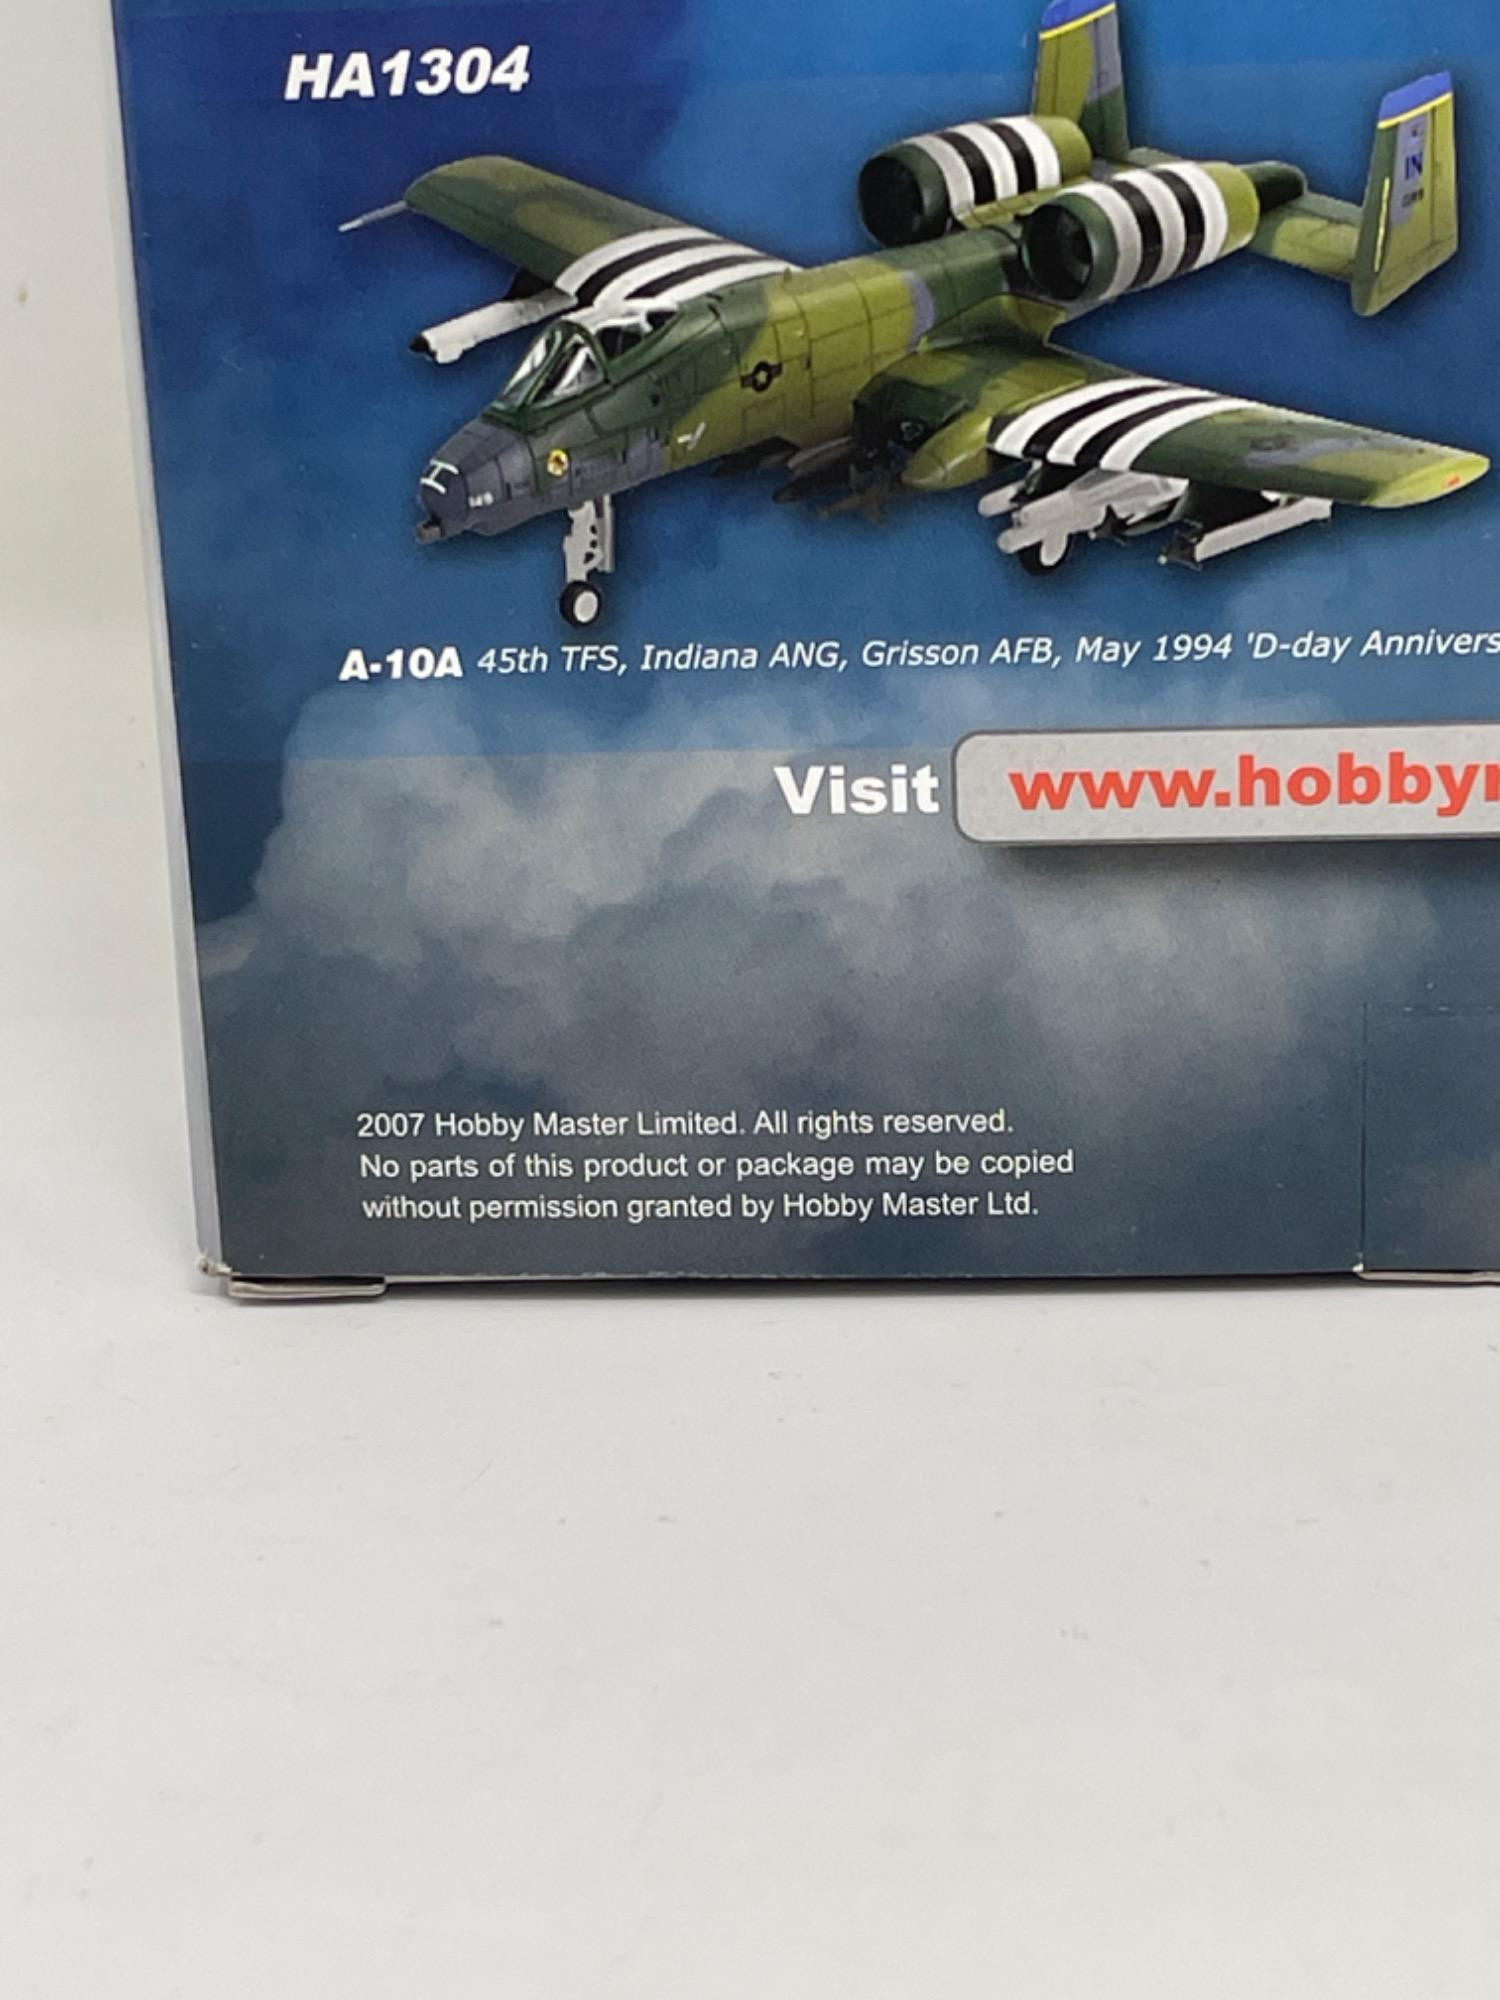 HA1304
IN
A-10A 45th TFS, Indiana ANG, Grisson AFB, May 1994 'D-day Annivers
Visit www.hobby
2007 Hobby Master Limited. All rights reserved.
No parts of this product or package may be copied
without permission granted by Hobby Master Ltd.